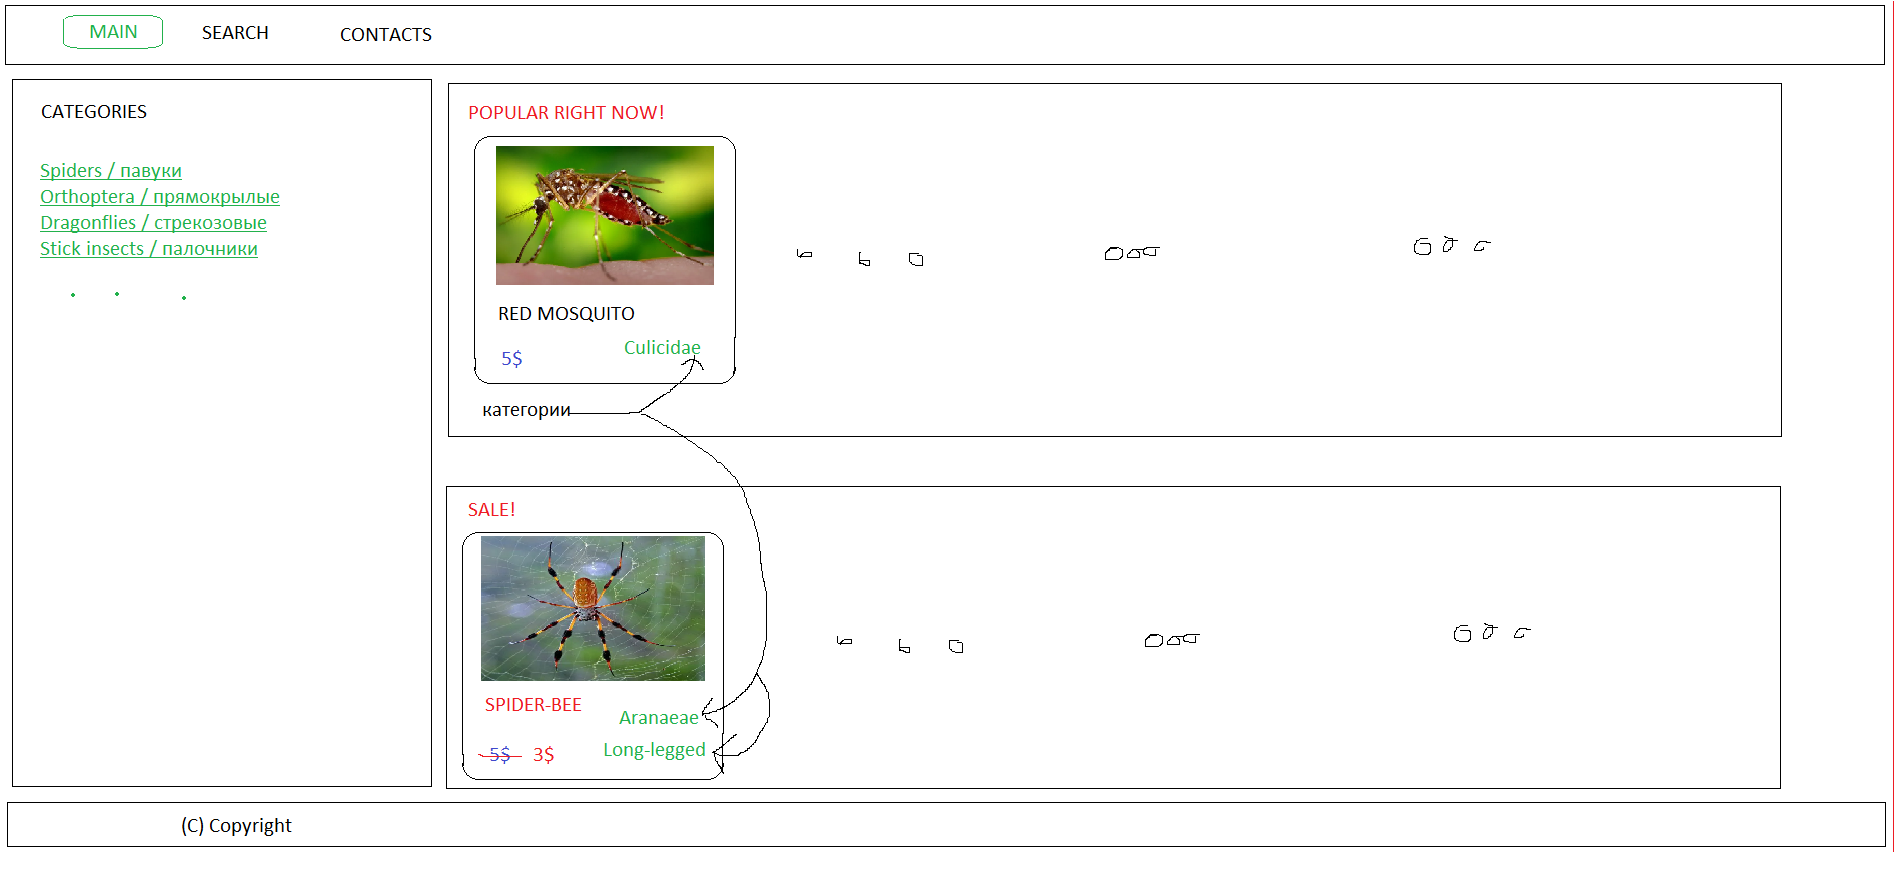 MAIN SEARCH CONTACTS
CATEGORIES
Spiders / павуки
Orthoptera / прямокрылые
Dragonflies / стрекозовые
Stick insects / палочники
POPULAR RIGHT NOW!
RED MOSQUITO
Culicidae
5$
категории
SALE!
SPIDER-BEE
Aranaeae
5$ 3$
Long-legged
(C) Copyright